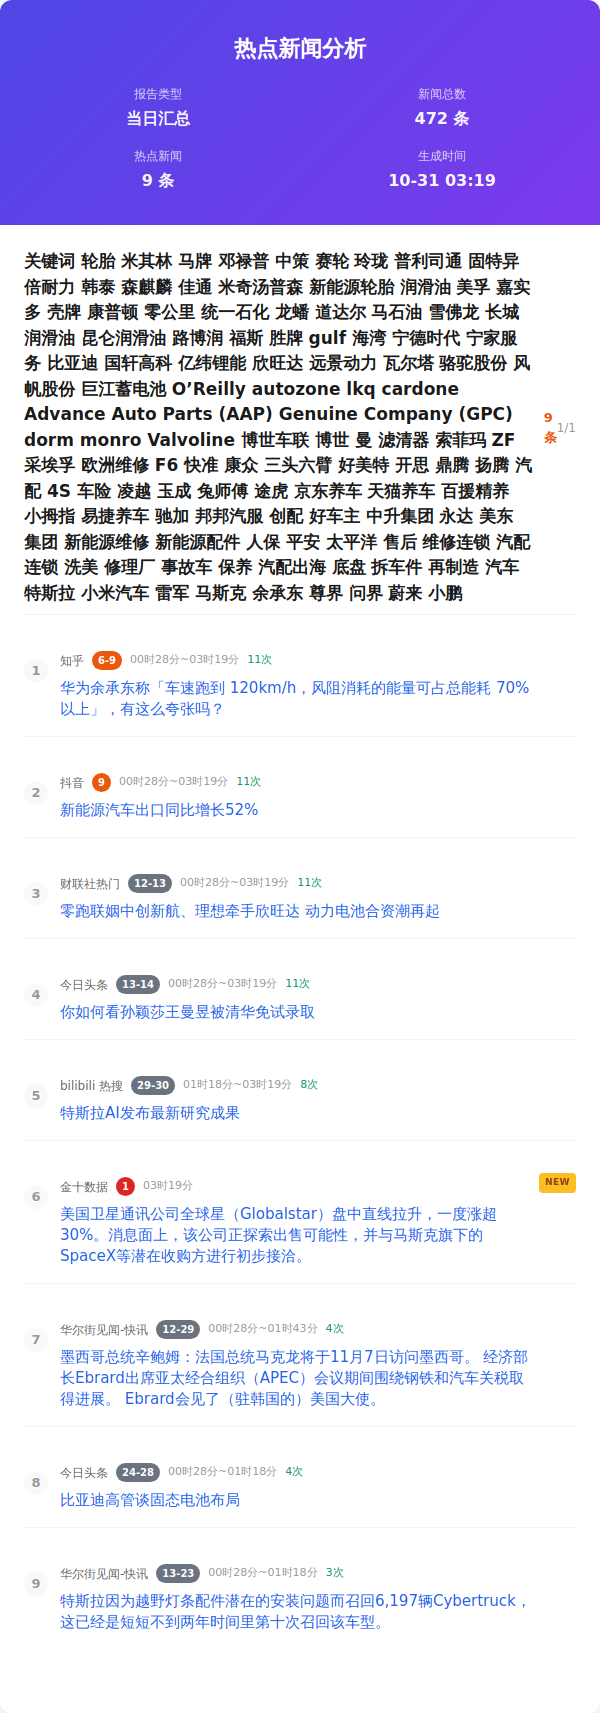 热点新闻分析
报告类型
当日汇总
新闻总数
472 条
热点新闻
9 条
生成时间
10-31 03:19
关键词 轮胎 米其林 马牌 邓禄普 中策 赛轮 玲珑 普利司通 固特异
倍耐力 韩泰 森麒麟 佳通 米奇汤普森 新能源轮胎 润滑油 美孚 嘉实
多 壳牌 康普顿 零公里 统一石化 龙蟠 道达尔 马石油 雪佛龙 长城
润滑油 昆仑润滑油 路博润 福斯 胜牌 gulf 海湾 宁德时代 宁家服
务 比亚迪 国轩高科 亿纬锂能 欣旺达 远景动力 瓦尔塔 骆驼股份 风
帆股份 巨江蓄电池 O’Reilly autozone lkq cardone
Advance Auto Parts (AAP) Genuine Company (GPC)
dorm monro Valvoline 博世车联 博世 曼 滤清器 索菲玛 ZF
采埃孚 欧洲维修 F6 快准 康众 三头六臂 好美特 开思 鼎腾 扬腾 汽
配 4S 车险 凌越 玉成 兔师傅 途虎 京东养车 天猫养车 百援精养
小拇指 易捷养车 驰加 邦邦汽服 创配 好车主 中升集团 永达 美东
集团 新能源维修 新能源配件 人保 平安 太平洋 售后 维修连锁 汽配
连锁 洗美 修理厂 事故车 保养 汽配出海 底盘 拆车件 再制造 汽车
特斯拉 小米汽车 雷军 马斯克 余承东 尊界 问界 蔚来 小鹏
9
条
1/1
1
知乎 6-9 00时28分~03时19分 11次
华为余承东称「车速跑到 120km/h，风阻消耗的能量可占总能耗 70%
以上」，有这么夸张吗？
2
抖音 9 00时28分~03时19分 11次
新能源汽车出口同比增长52%
3
财联社热门 12-13 00时28分~03时19分 11次
零跑联姻中创新航、理想牵手欣旺达 动力电池合资潮再起
4
今日头条 13-14 00时28分~03时19分 11次
你如何看孙颖莎王曼昱被清华免试录取
5
bilibili 热搜 29-30 01时18分~03时19分 8次
特斯拉AI发布最新研究成果
6
金十数据 1 03时19分
NEW
美国卫星通讯公司全球星（Globalstar）盘中直线拉升，一度涨超
30%。消息面上，该公司正探索出售可能性，并与马斯克旗下的
SpaceX等潜在收购方进行初步接洽。
7
华尔街见闻-快讯 12-29 00时28分~01时43分 4次
墨西哥总统辛鲍姆：法国总统马克龙将于11月7日访问墨西哥。 经济部
长Ebrard出席亚太经合组织（APEC）会议期间围绕钢铁和汽车关税取
得进展。 Ebrard会见了（驻韩国的）美国大使。
8
今日头条 24-28 00时28分~01时18分 4次
比亚迪高管谈固态电池布局
9
华尔街见闻-快讯 13-23 00时28分~01时18分 3次
特斯拉因为越野灯条配件潜在的安装问题而召回6,197辆Cybertruck，
这已经是短短不到两年时间里第十次召回该车型。